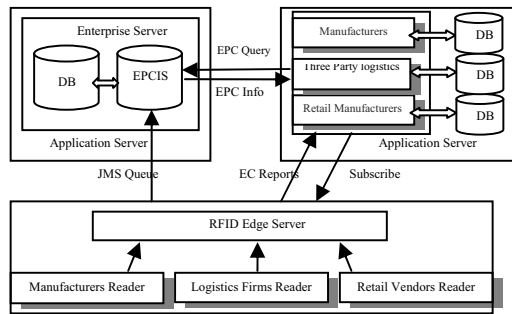 Enterprise Server
DB
EPCIS
Application Server
EPC Query
EPC Info
Manufacturers
Three Party logistics
Retail Manufacturers
DB
DB
DB
Application Server
JMS Queue
EC Reports
Subscribe
RFID Edge Server
Manufacturers Reader
Logistics Firms Reader
Retail Vendors Reader